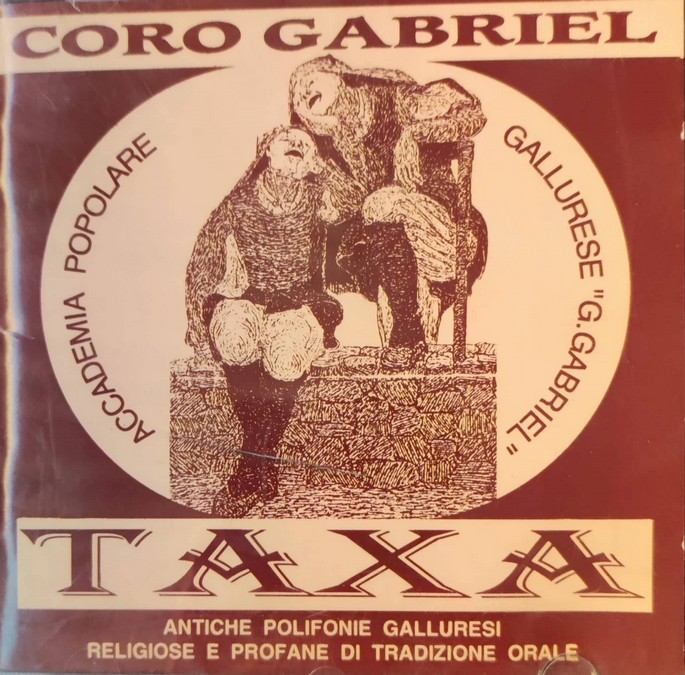 CORO GABRIEL
ACCADEMIA POPOLARE
GALLURESE "G.GABRIEL"
TAXA
ANTICHE POLIFONIE GALLURESI
RELIGIOSE E PROFANE DI TRADIZIONE ORALE